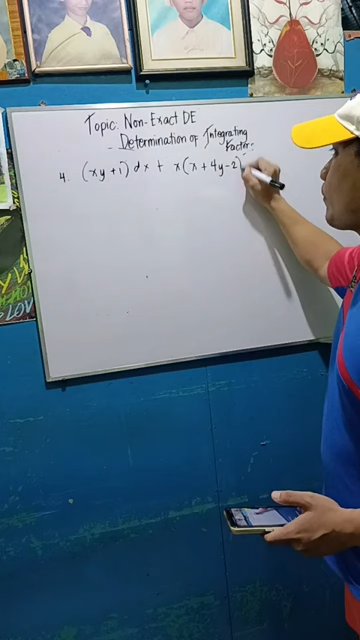 Topic: Non-Exact DE
- Determination of Integrating
Factor:
4. (xy + 1) dx + x(x + 4y - 2)